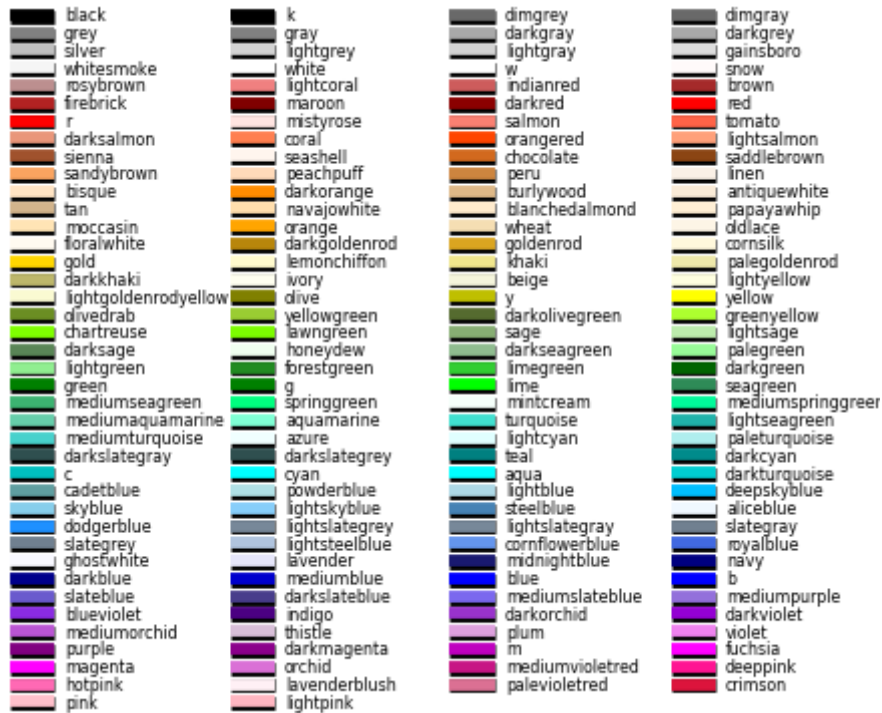 black k dimgrey dimgray
grey gray darkgray darkgrey
silver lightgrey lightgray gainsboro
whitesmoke white w snow
rosybrown lightcoral indianred brown
firebrick maroon darkred red
r mistyrose salmon tomato
darksalmon coral orangered lightsalmon
sienna seashell chocolate saddlebrown
sandybrown peachpuff peru linen
bisque darkorange burlywood antiquewhite
tan navajowhite blanchedalmond papayawhip
moccasin orange wheat oldlace
floralwhite darkgoldenrod goldenrod cornsilk
gold lemonchiffon khaki palegoldenrod
darkkhaki ivory beige lightyellow
lightgoldenrodyellow olive y yellow
olivedrab yellowgreen darkolivegreen greenyellow
chartreuse lawngreen sage lightsage
darksage honeydew darkseagreen palegreen
lightgreen forestgreen limegreen darkgreen
green g lime seagreen
mediumseagreen springgreen mintcream mediumspringgreen
mediumaquamarine aquamarine turquoise lightseagreen
mediumturquoise azure lightcyan paleturquoise
darkslategray darkslategrey teal darkcyan
c cyan aqua darkturquoise
cadetblue powderblue lightblue deepskyblue
skyblue lightskyblue steelblue aliceblue
dodgerblue lightslategrey lightslategray slategray
slategrey lightsteelblue cornflowerblue royalblue
ghostwhite lavender midnightblue navy
darkblue mediumblue blue b
slateblue darkslateblue mediumslateblue mediumpurple
blueviolet indigo darkorchid darkviolet
mediumorchid thistle plum violet
purple darkmagenta m fuchsia
magenta orchid mediumvioletred deeppink
hotpink lavenderblush palevioletred crimson
pink lightpink